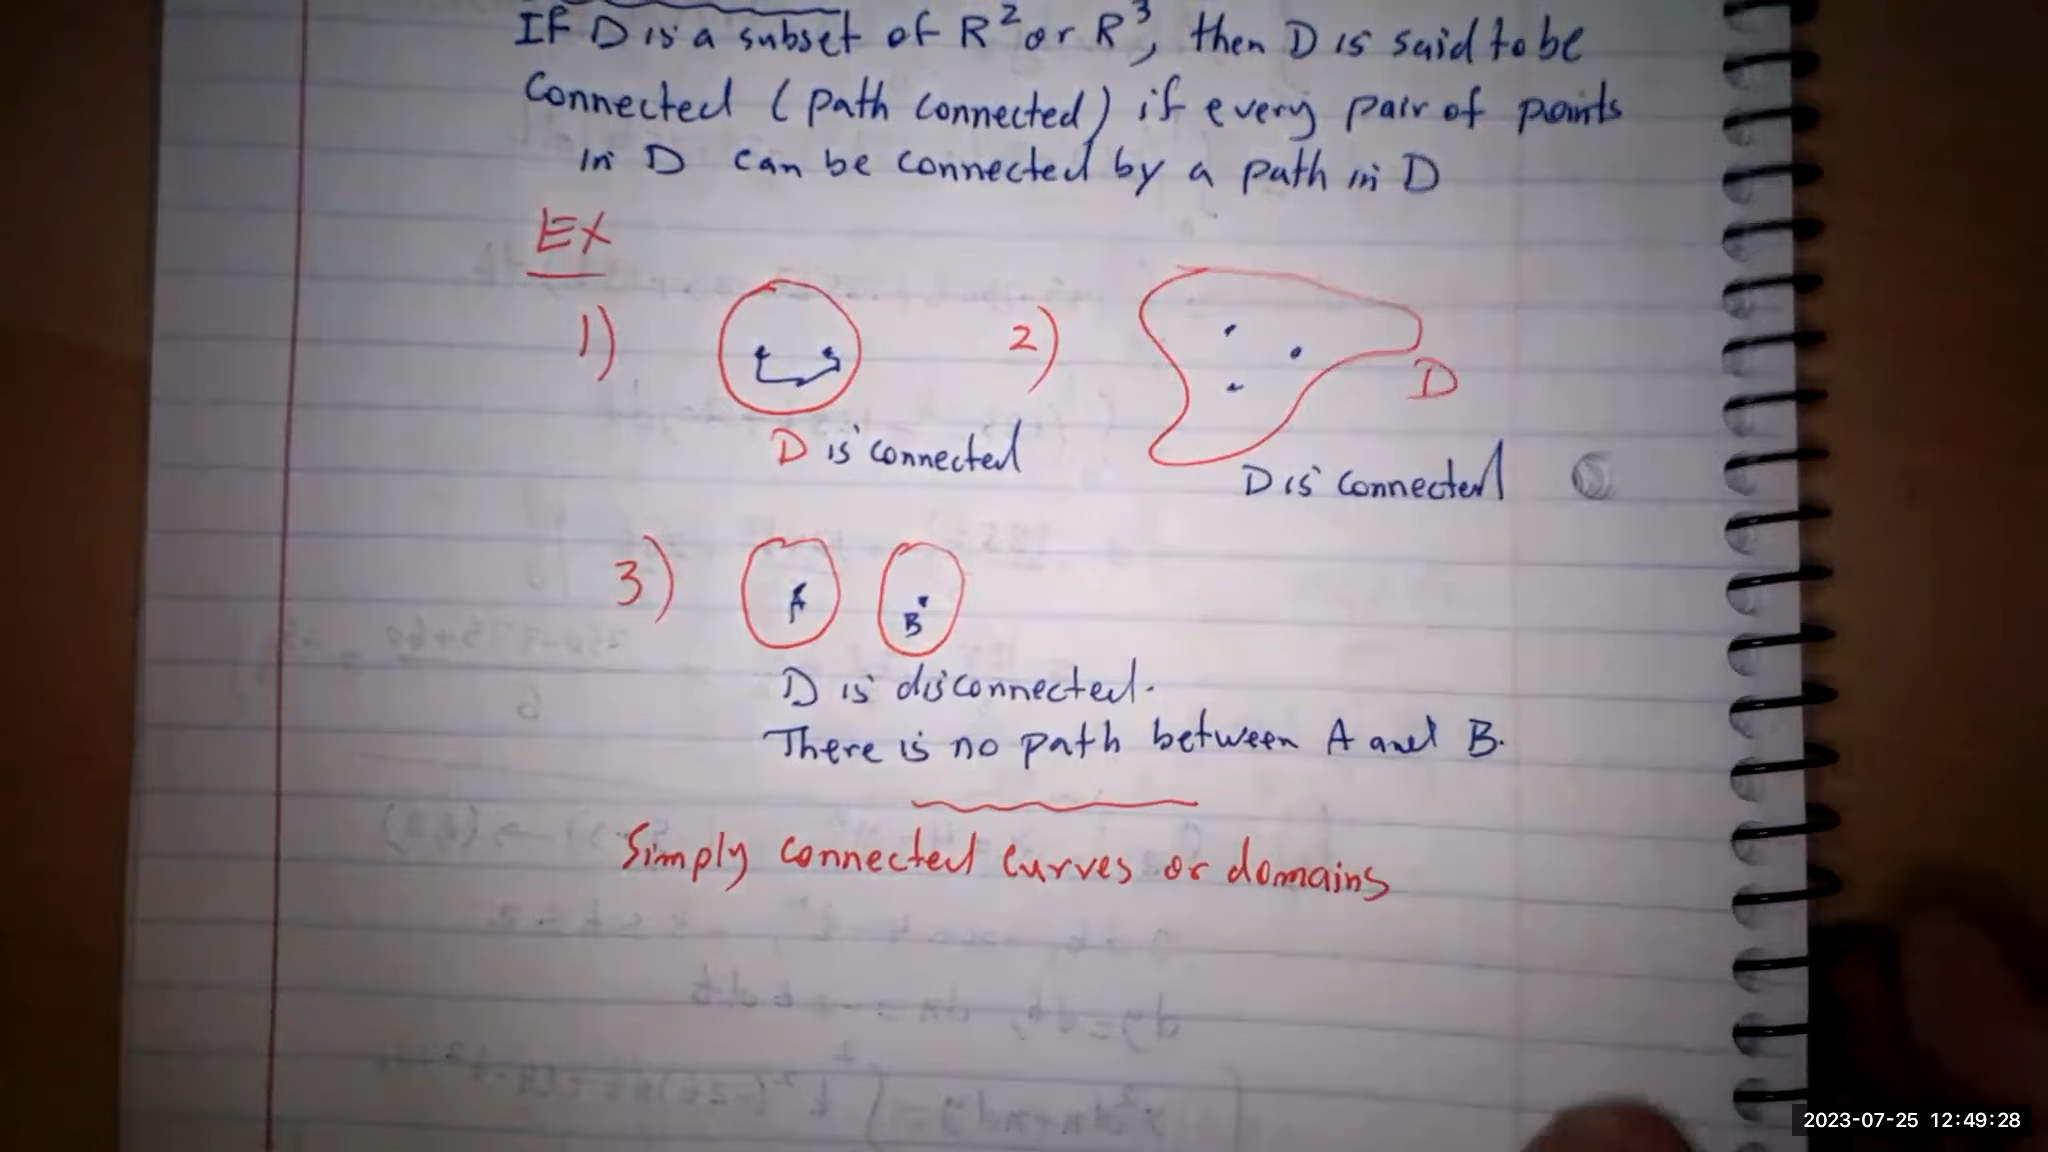 If D is a subset of R² or R³, then D is said to be
Connected (path connected) if every pair of points
in D can be connected by a path in D
EX
1) 2)
D
D is connected
D is connected
3) A B
D is disconnected.
There is no path between A and B.
Simply connected curves or domains
2023-07-25 12:49:28